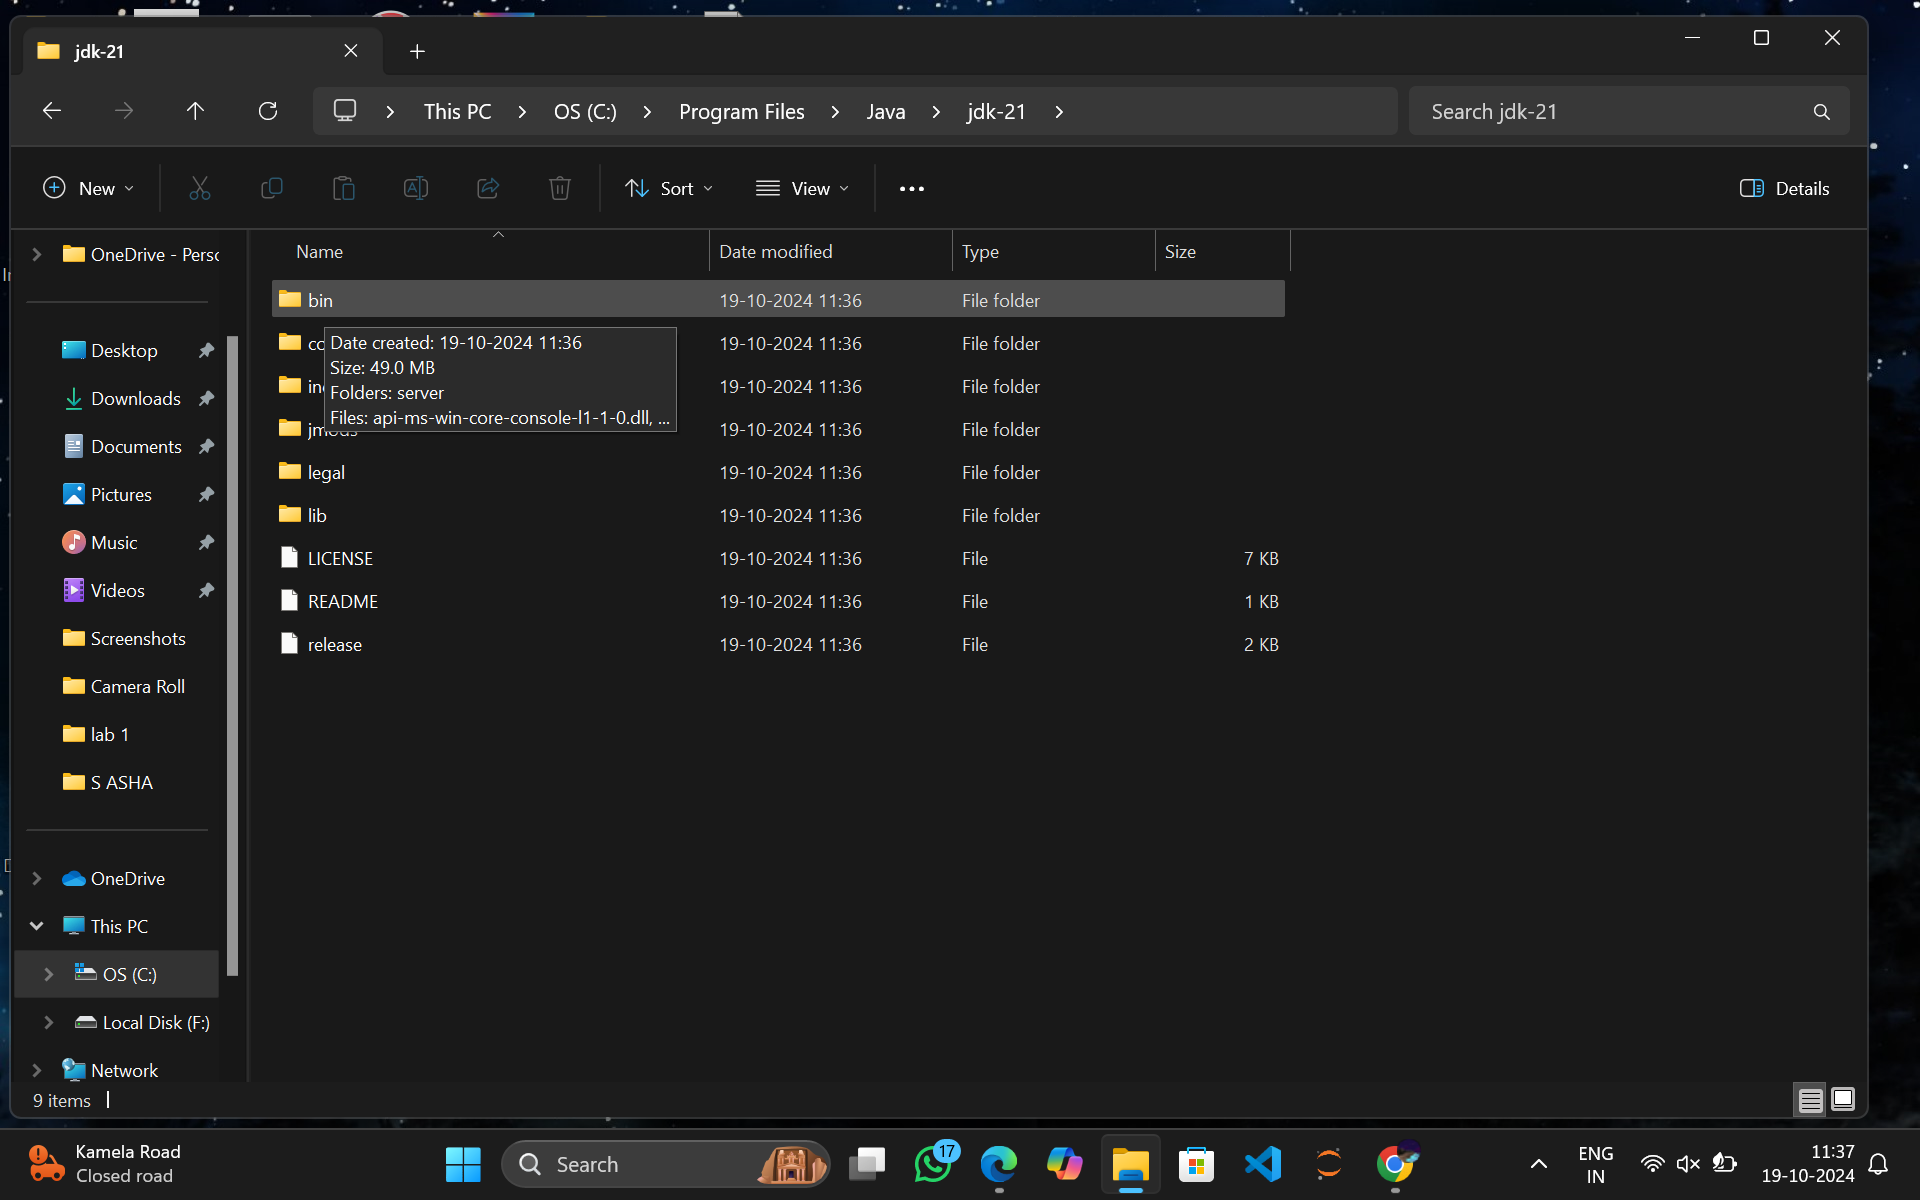 jdk-21
This PC
OS (C:)
Program Files
Java
jdk-21
Search jdk-21
New
Sort
View
Details
OneDrive - Perso
Desktop
Downloads
Documents
Pictures
Music
Videos
Screenshots
Camera Roll
lab 1
S ASHA
OneDrive
This PC
OS (C:)
Local Disk (F:)
Network
Name Date modified Type Size
bin 19-10-2024 11:36 File folder
co 19-10-2024 11:36 File folder
in 19-10-2024 11:36 File folder
jmods 19-10-2024 11:36 File folder
Date created: 19-10-2024 11:36
Size: 49.0 MB
Folders: server
Files: api-ms-win-core-console-l1-1-0.dll, ...
legal 19-10-2024 11:36 File folder
lib 19-10-2024 11:36 File folder
LICENSE 19-10-2024 11:36 File 7 KB
README 19-10-2024 11:36 File 1 KB
release 19-10-2024 11:36 File 2 KB
9 items
Kamela Road
Closed road
Search
17
ENG
IN
11:37
19-10-2024